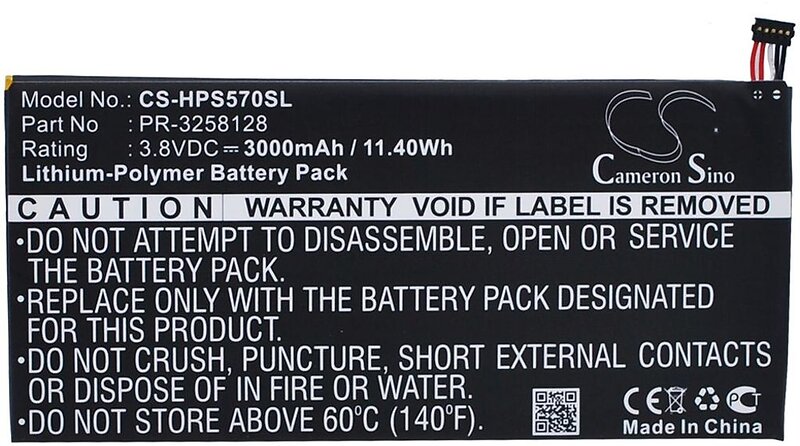 Model No.: CS-HPS570SL
Part No : PR-3258128
Rating : 3.8VDC⎓3000mAh / 11.40Wh
Lithium-Polymer Battery Pack
CS
Cameron Sino
CAUTION WARRANTY VOID IF LABEL IS REMOVED
•DO NOT ATTEMPT TO DISASSEMBLE, OPEN OR SERVICE
THE BATTERY PACK.
•REPLACE ONLY WITH THE BATTERY PACK DESIGNATED
FOR THIS PRODUCT.
•DO NOT CRUSH, PUNCTURE, SHORT EXTERNAL CONTACTS,
DISPOSE OF IN FIRE OR WATER.
•DO NOT STORE ABOVE 60°C (140°F).
CE PCT
Made in China